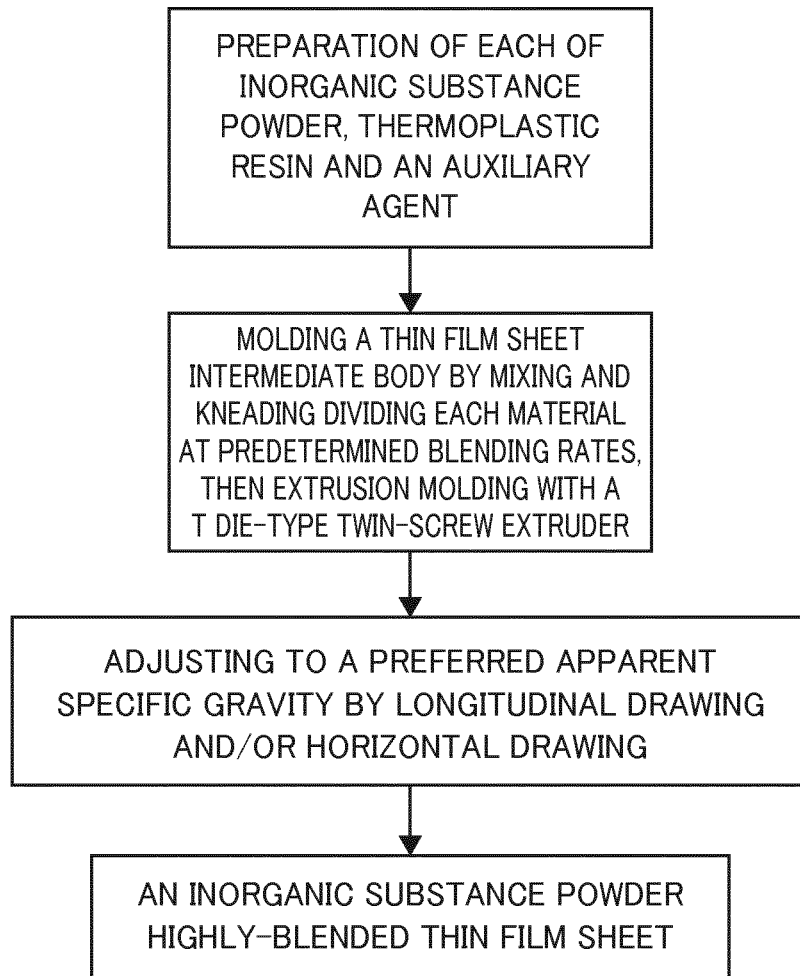 PREPARATION OF EACH OF
INORGANIC SUBSTANCE
POWDER, THERMOPLASTIC
RESIN AND AN AUXILIARY
AGENT
MOLDING A THIN FILM SHEET
INTERMEDIATE BODY BY MIXING AND
KNEADING DIVIDING EACH MATERIAL
AT PREDETERMINED BLENDING RATES,
THEN EXTRUSION MOLDING WITH A
T DIE-TYPE TWIN-SCREW EXTRUDER
ADJUSTING TO A PREFERRED APPARENT
SPECIFIC GRAVITY BY LONGITUDINAL DRAWING
AND/OR HORIZONTAL DRAWING
AN INORGANIC SUBSTANCE POWDER
HIGHLY-BLENDED THIN FILM SHEET